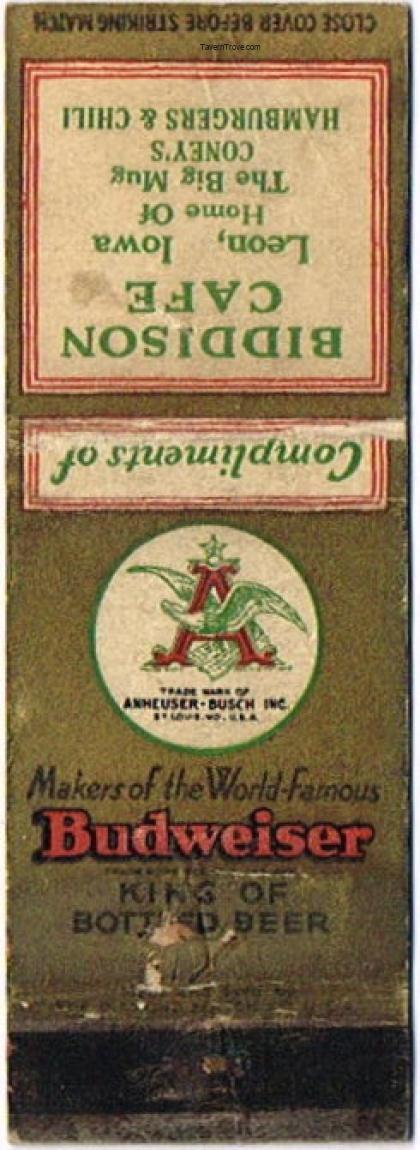 CLOSE COVER BEFORE STRIKING MATCH
TavernTrove.com
Compliments of
BIDDISON
CAFE
Leon, Iowa
Home Of
The Big Mug
CONEY'S
HAMBURGERS & CHILI
A
TRADE MARK OF
ANHEUSER-BUSCH INC.
ST. LOUIS. MO. U.S.A.
Makers of the World-Famous
Budweiser
KING OF
BOTTLED BEER